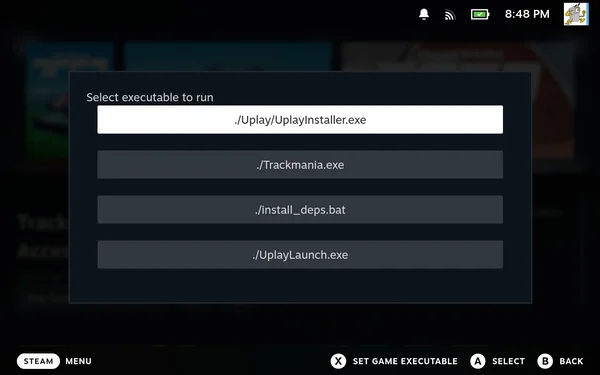 8:48 PM
Select executable to run
./Uplay/UplayInstaller.exe
./Trackmania.exe
./install_deps.bat
./UplayLaunch.exe
STEAM MENU
X SET GAME EXECUTABLE A SELECT B BACK